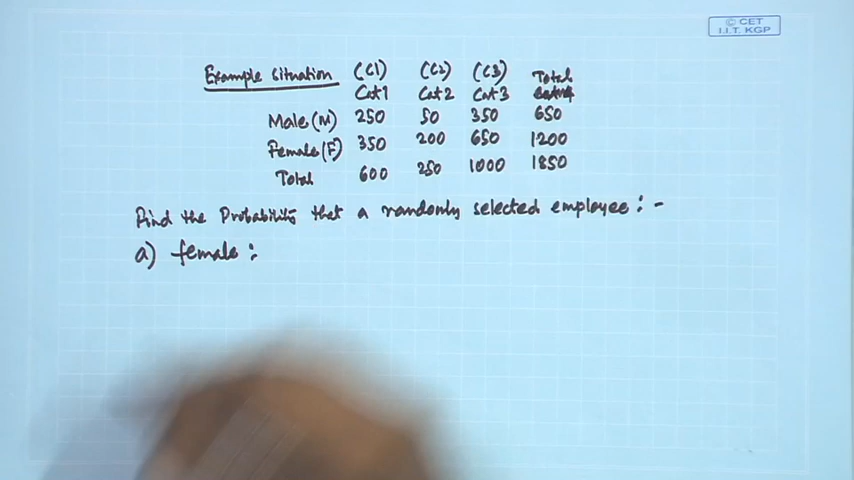 © CET
I.I.T. KGP
Example situation (C1) (C2) (C3) Total
Cat1 Cat2 Cat3
Male (M) 250 50 350 650
Female (F) 350 200 650 1200
Total 600 250 1000 1850
Find the Probability that a randomly selected employee : -
a) female :